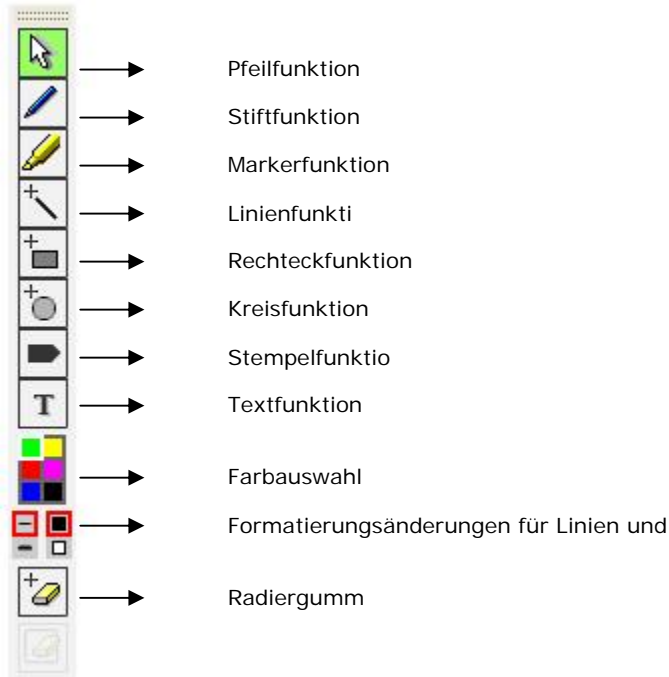 Pfeilfunktion
Stiftfunktion
Markerfunktion
Linienfunkti
Rechteckfunktion
Kreisfunktion
Stempelfunktio
T Textfunktion
Farbauswahl
Formatierungsänderungen für Linien und
Radiergumm